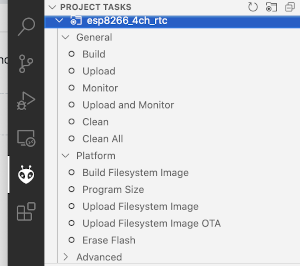 PROJECT TASKS
esp8266_4ch_rtc
General
Build
Upload
Monitor
Upload and Monitor
Clean
Clean All
Platform
Build Filesystem Image
Program Size
Upload Filesystem Image
Upload Filesystem Image OTA
Erase Flash
Advanced